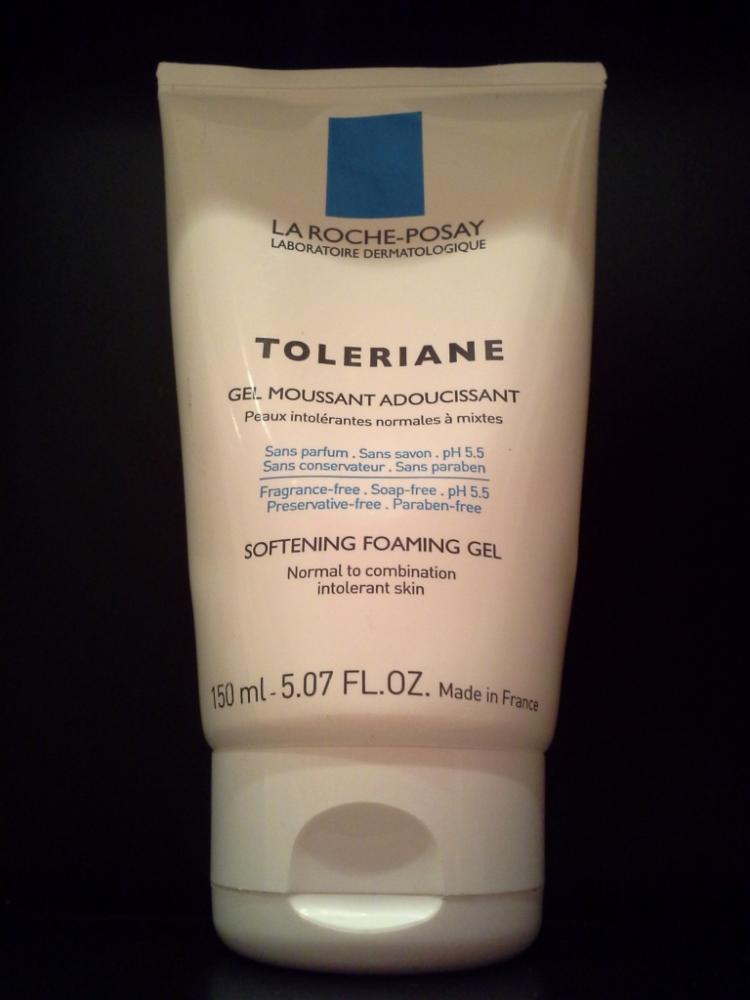 LA ROCHE-POSAY
LABORATOIRE DERMATOLOGIQUE
TOLERIANE
GEL MOUSSANT ADOUCISSANT
Peaux intolérantes normales à mixtes
Sans parfum . Sans savon . pH 5.5
Sans conservateur . Sans paraben
Fragrance-free . Soap-free . pH 5.5
Preservative-free . Paraben-free
SOFTENING FOAMING GEL
Normal to combination
intolerant skin
150 ml - 5.07 FL.OZ. Made in France